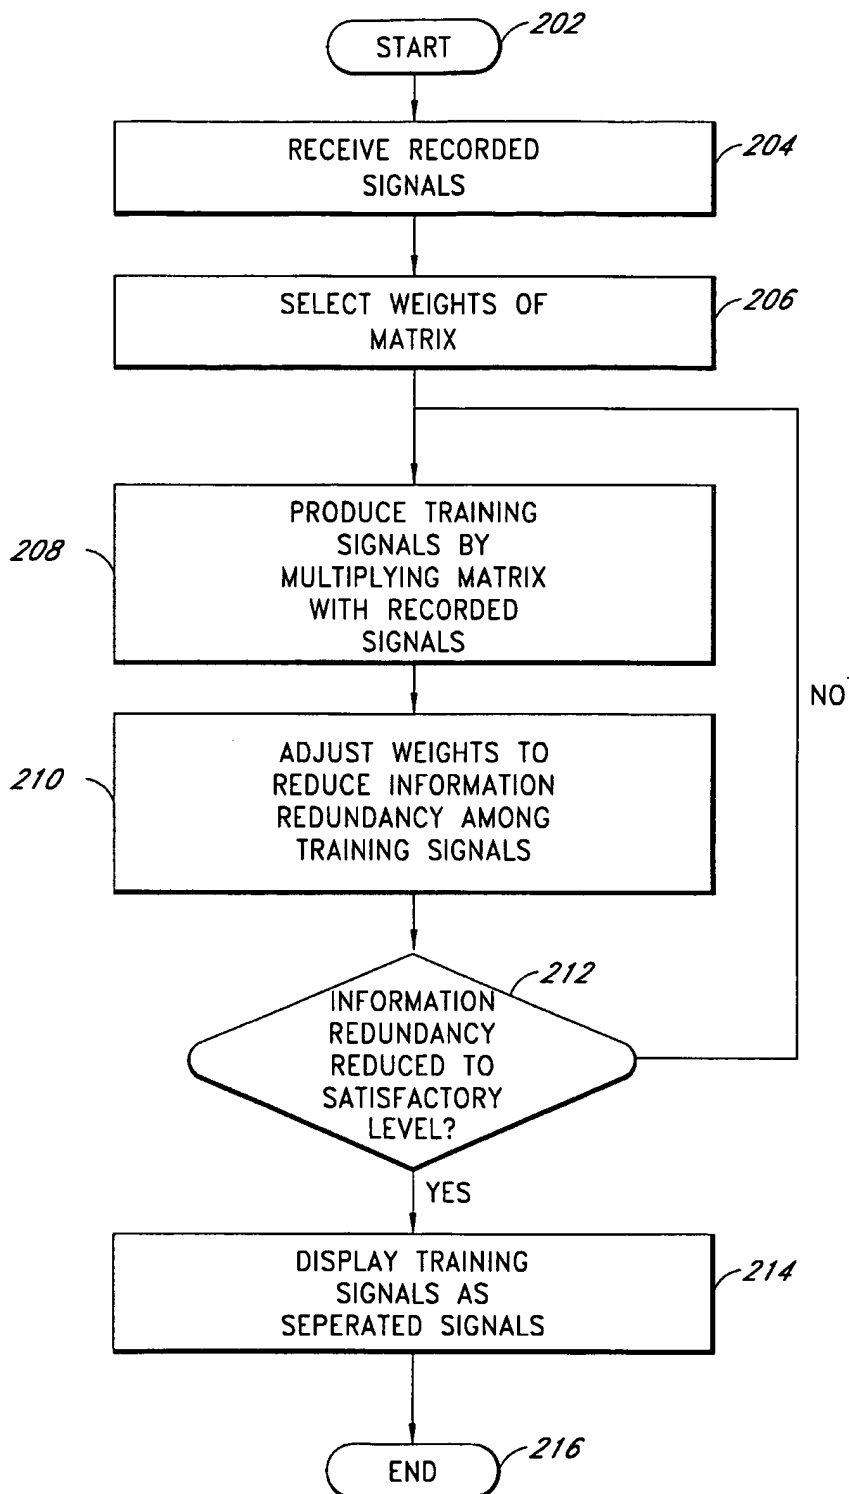 START
202
RECEIVE RECORDED
SIGNALS
204
SELECT WEIGHTS OF
MATRIX
206
PRODUCE TRAINING
SIGNALS BY
MULTIPLYING MATRIX
WITH RECORDED
SIGNALS
208
NO
ADJUST WEIGHTS TO
REDUCE INFORMATION
REDUNDANCY AMONG
TRAINING SIGNALS
210
212
INFORMATION
REDUNDANCY
REDUCED TO
SATISFACTORY
LEVEL?
YES
DISPLAY TRAINING
SIGNALS AS
SEPERATED SIGNALS
214
END
216